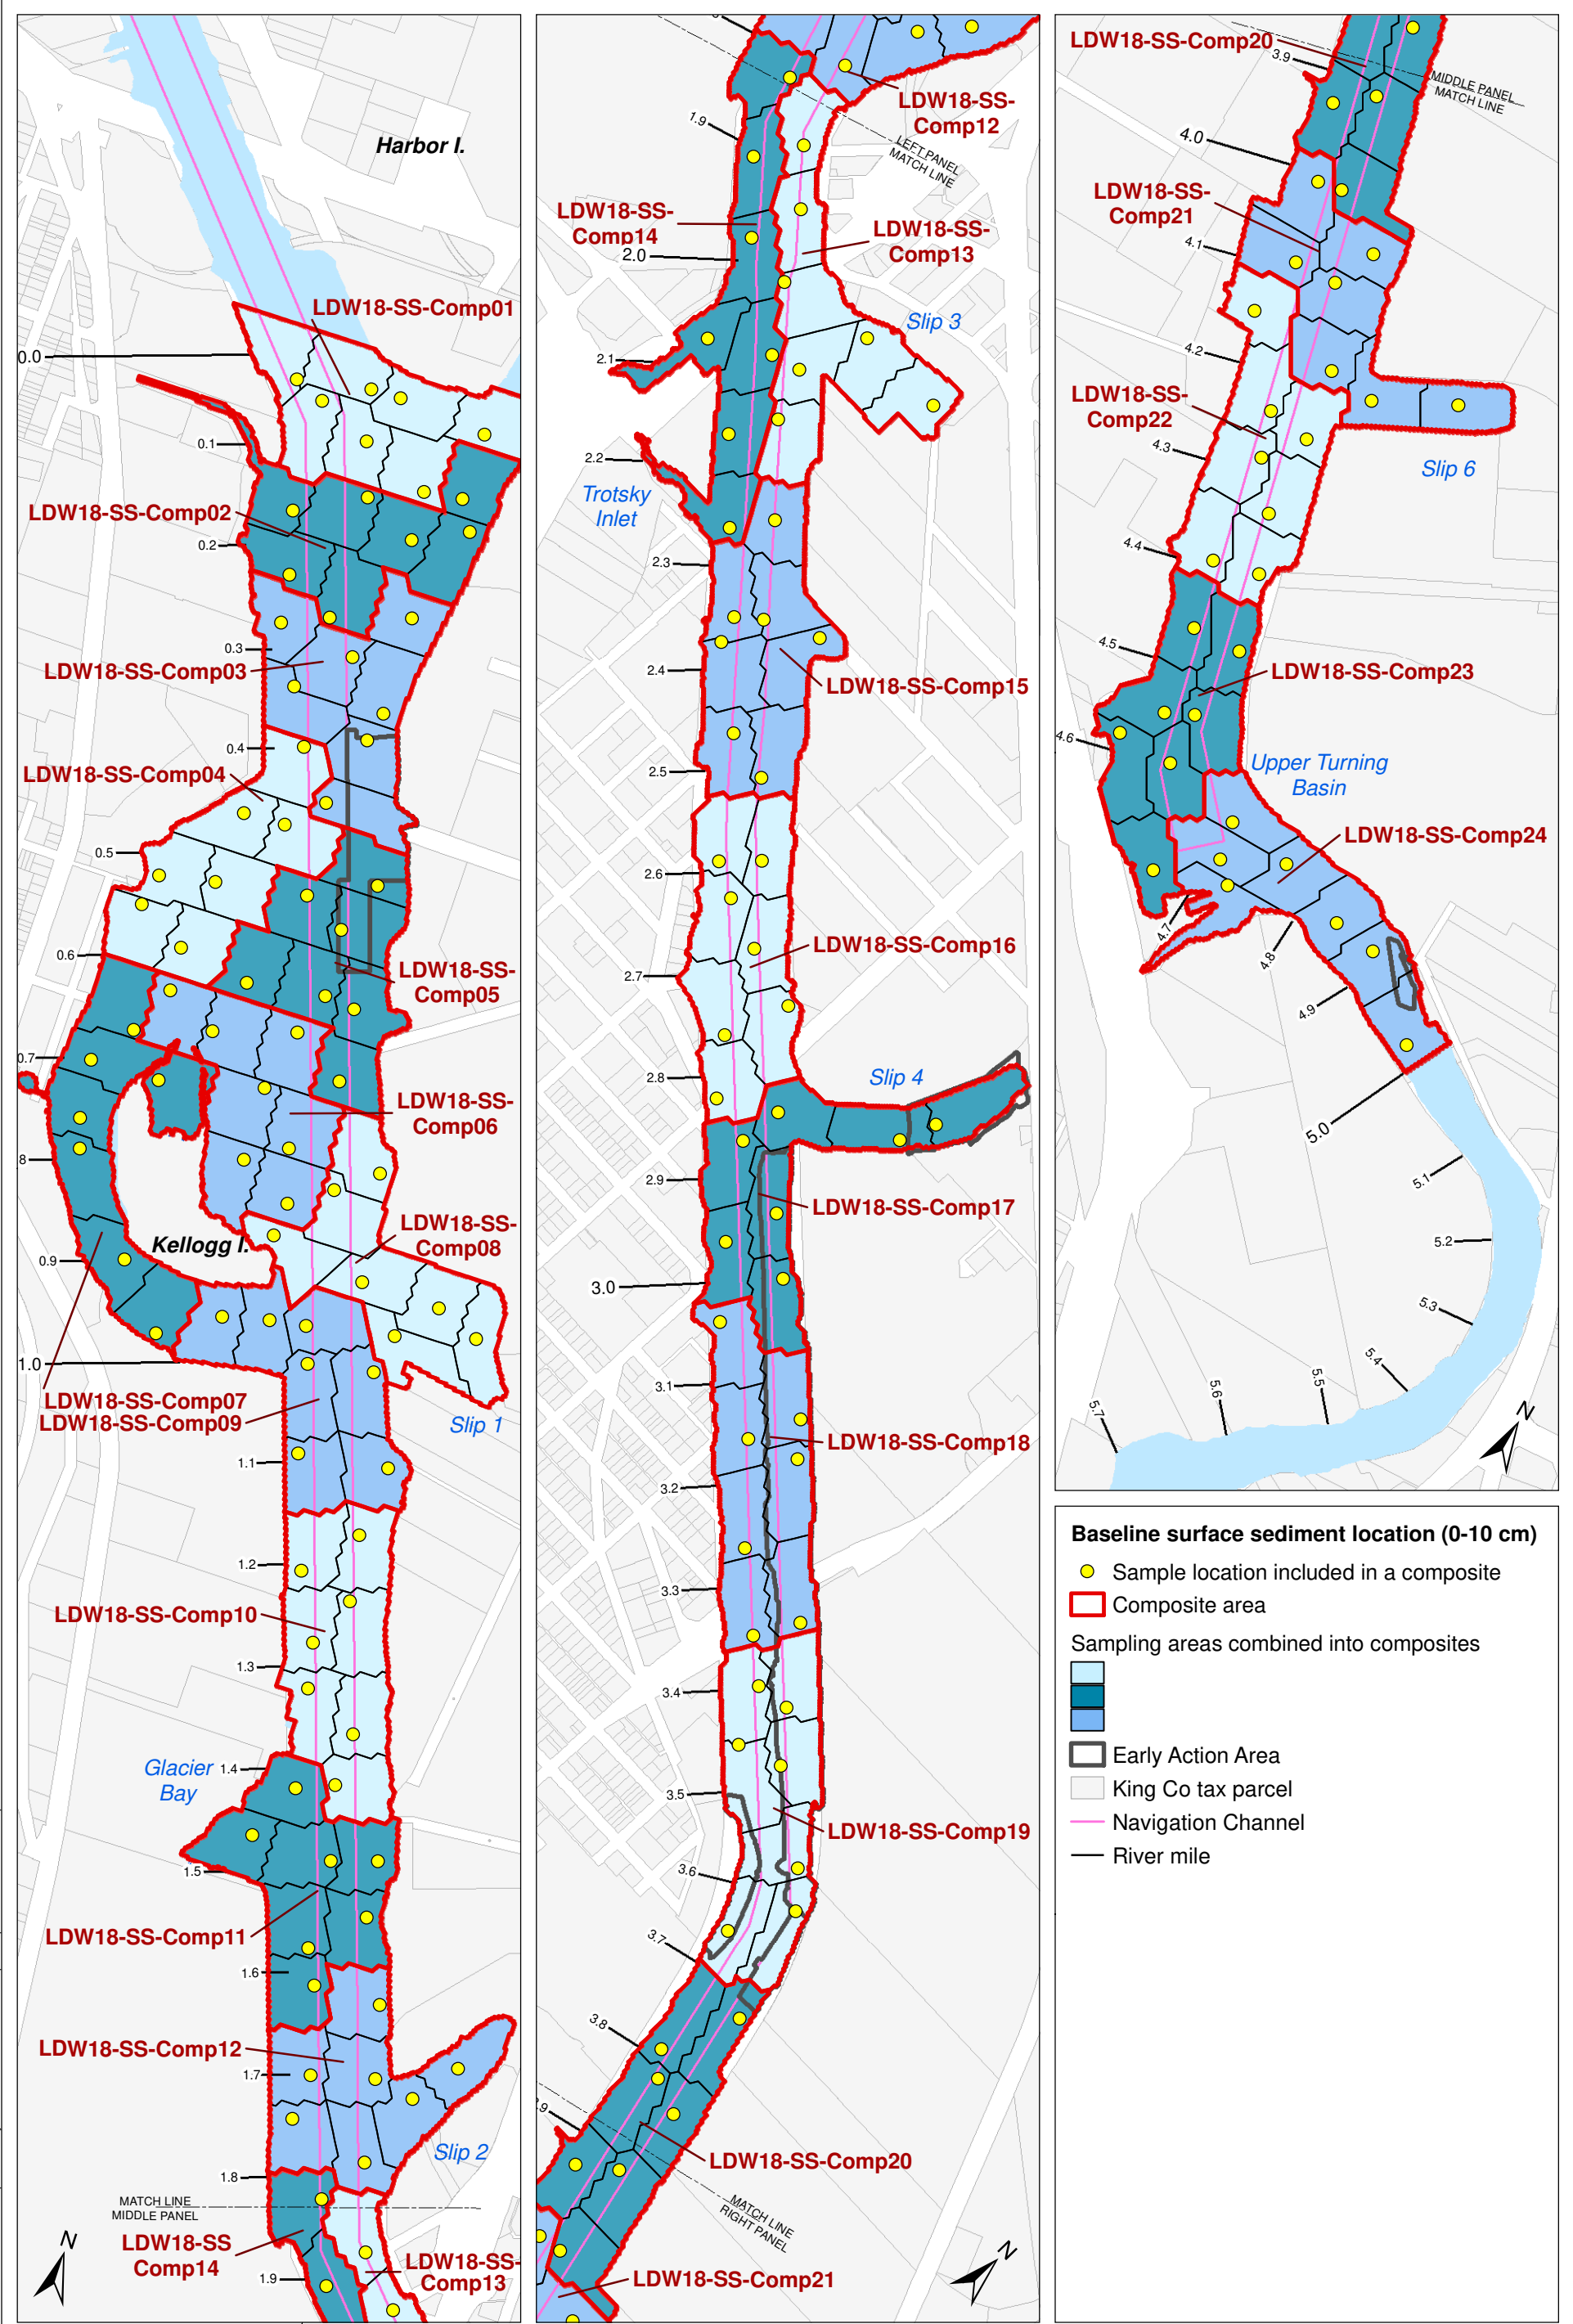 Harbor I.
LDW18-SS-Comp01
0.0
0.1
LDW18-SS-Comp02
0.2
0.3
LDW18-SS-Comp03
0.4
LDW18-SS-Comp04
0.5
0.6
LDW18-SS-
Comp05
0.7
LDW18-SS-
Comp06
8
LDW18-SS-
Comp08
Kellogg I.
0.9
1.0
LDW18-SS-Comp07
LDW18-SS-Comp09
Slip 1
1.1
1.2
LDW18-SS-Comp10
1.3
Glacier
Bay
1.4
1.5
LDW18-SS-Comp11
1.6
LDW18-SS-Comp12
1.7
Slip 2
1.8
MATCH LINE
MIDDLE PANEL
LDW18-SS
Comp14
LDW18-SS-
Comp13
1.9
N
LDW18-SS-
Comp12
1.9
LEFT PANEL
MATCH LINE
LDW18-SS-
Comp14
LDW18-SS-
Comp13
2.0
Slip 3
2.1
2.2
Trotsky
Inlet
2.3
2.4
LDW18-SS-Comp15
2.5
2.6
LDW18-SS-Comp16
2.7
2.8
Slip 4
2.9
LDW18-SS-Comp17
3.0
3.1
LDW18-SS-Comp18
3.2
3.3
3.4
3.5
LDW18-SS-Comp19
3.6
3.7
3.8
.9
LDW18-SS-Comp20
MATCH LINE
RIGHT PANEL
LDW18-SS-Comp21
N
LDW18-SS-Comp20
3.9
MIDDLE PANEL
MATCH LINE
4.0
LDW18-SS-
Comp21
4.1
4.2
LDW18-SS-
Comp22
4.3
Slip 6
4.4
4.5
LDW18-SS-Comp23
4.6
Upper Turning
Basin
LDW18-SS-Comp24
4.7
4.8
4.9
5.0
5.1
5.2
5.3
5.4
5.5
5.6
5.7
N
Baseline surface sediment location (0-10 cm)
Sample location included in a composite
Composite area
Sampling areas combined into composites
Early Action Area
King Co tax parcel
Navigation Channel
River mile